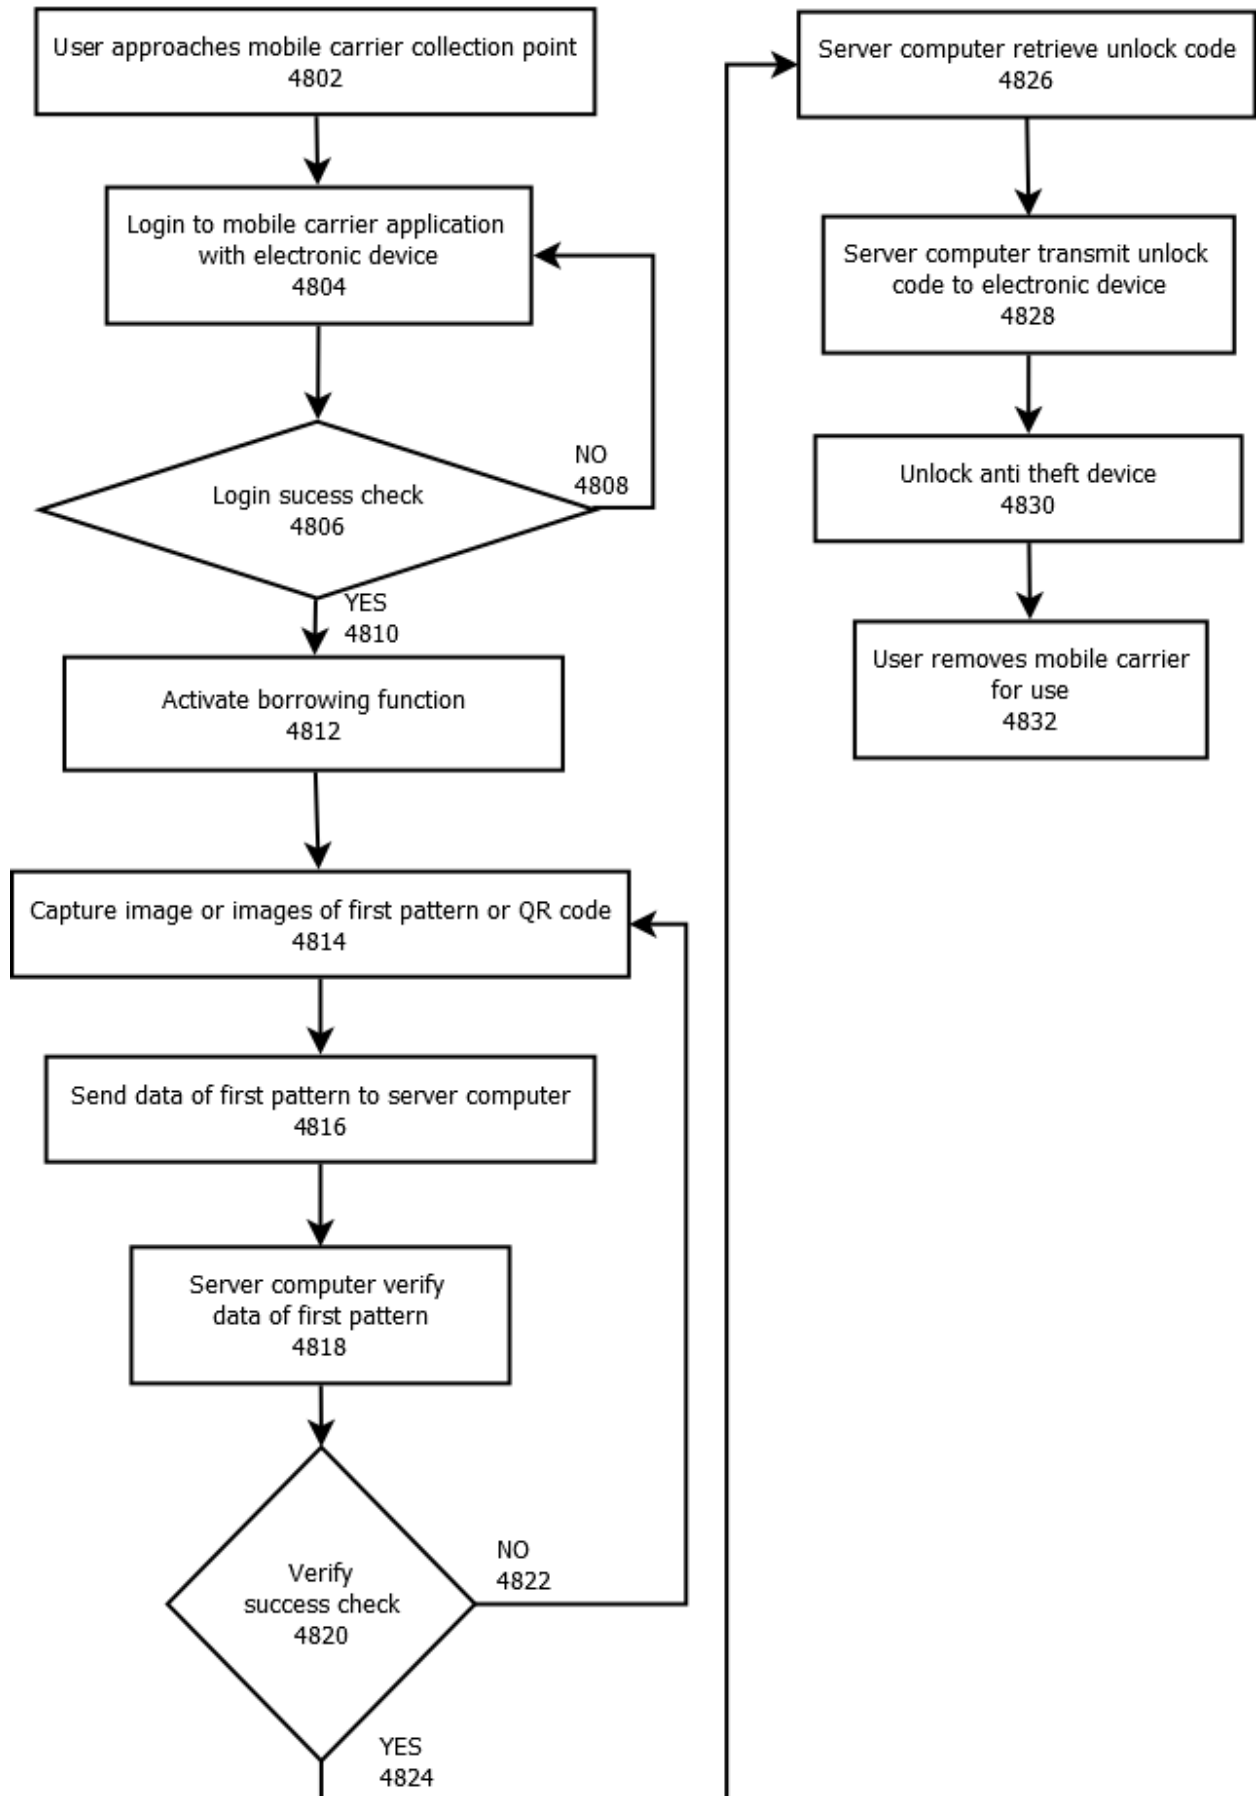 User approaches mobile carrier collection point
4802
Login to mobile carrier application
with electronic device
4804
Login sucess check
4806
NO
4808
YES
4810
Activate borrowing function
4812
Capture image or images of first pattern or QR code
4814
Send data of first pattern to server computer
4816
Server computer verify
data of first pattern
4818
Verify
success check
4820
NO
4822
YES
4824
Server computer retrieve unlock code
4826
Server computer transmit unlock
code to electronic device
4828
Unlock anti theft device
4830
User removes mobile carrier
for use
4832